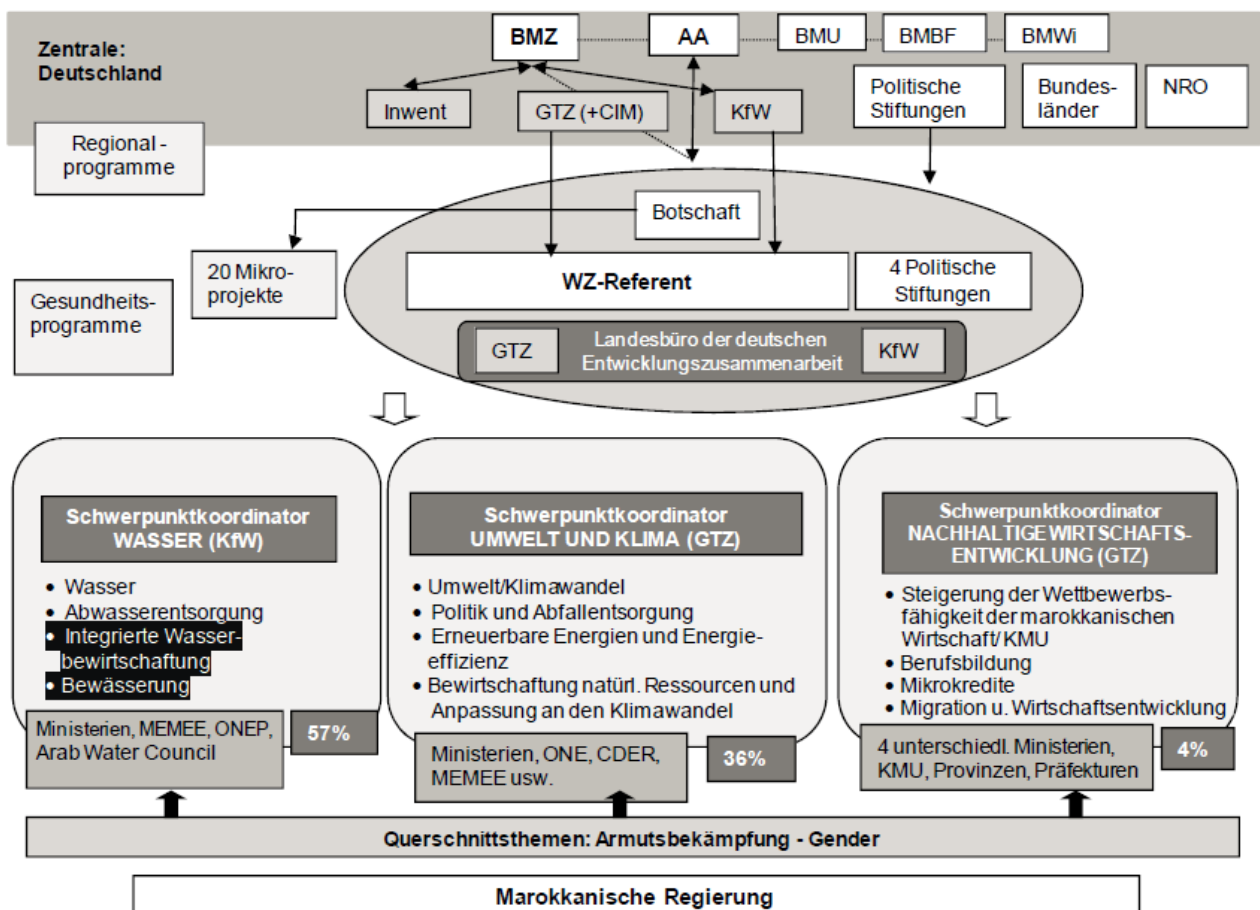 Zentrale:
Deutschland
BMZ
AA
BMU
BMBF
BMWi
Inwent
GTZ (+CIM)
KfW
Politische
Stiftungen
Bundes-
länder
NRO
Regional -
programme
Botschaft
20 Mikro-
projekte
WZ-Referent
4 Politische
Stiftungen
Gesundheits-
programme
GTZ
Landesbüro der deutschen
Entwicklungszusammenarbeit
KfW
Schwerpunktkoordinator
WASSER (KfW)
• Wasser
• Abwasserentsorgung
• Integrierte Wasser-
bewirtschaftung
• Bewässerung
Ministerien, MEMEE, ONEP,
Arab Water Council
57%
Schwerpunktkoordinator
UMWELT UND KLIMA (GTZ)
• Umwelt/Klimawandel
• Politik und Abfallentsorgung
• Erneuerbare Energien und Energie-
effizienz
• Bewirtschaftung natürl. Ressourcen und
Anpassung an den Klimawandel
Ministerien, ONE, CDER,
MEMEE usw.
36%
Schwerpunktkoordinator
NACHHALTIGE WIRTSCHAFTS-
ENTWICKLUNG (GTZ)
• Steigerung der Wettbewerbs-
fähigkeit der marokkanischen
Wirtschaft/ KMU
• Berufsbildung
• Mikrokredite
• Migration u. Wirtschaftsentwicklung
4 unterschiedl. Ministerien,
KMU, Provinzen, Präfekturen
4%
Querschnittsthemen: Armutsbekämpfung - Gender
Marokkanische Regierung